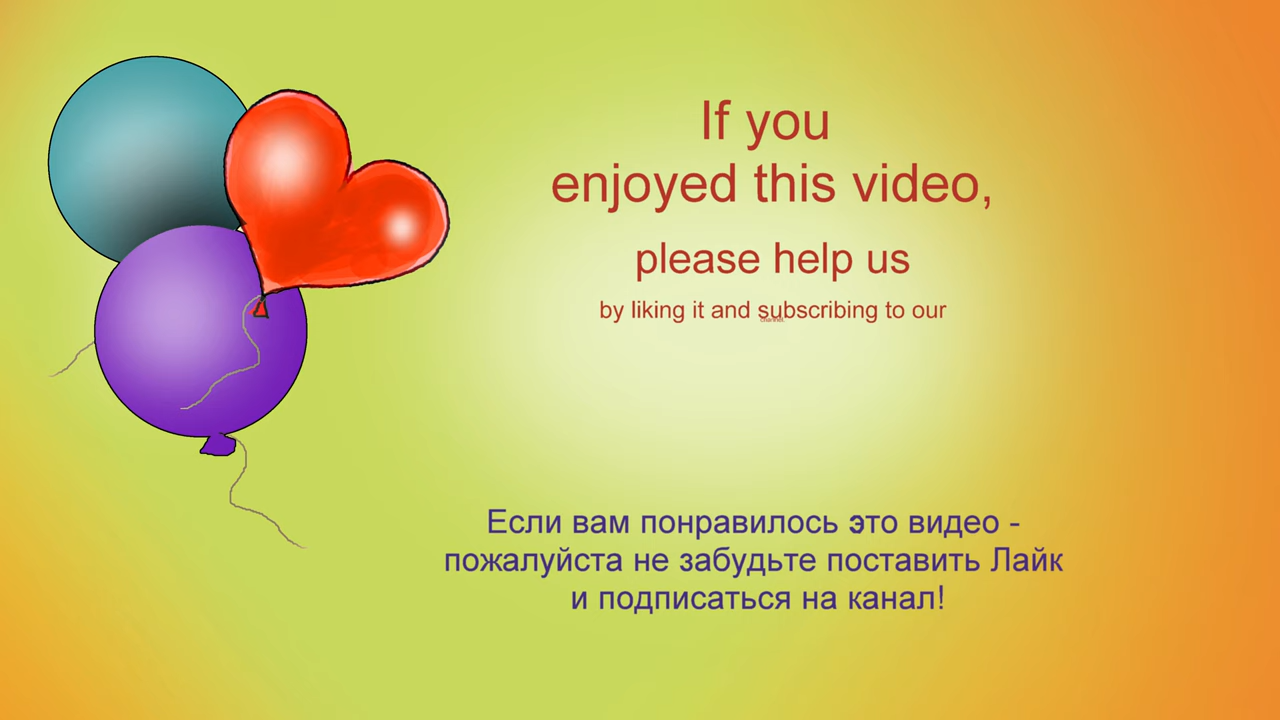 If you
enjoyed this video,
please help us
by liking it and subscribing to our
channel.
Если вам понравилось это видео -
пожалуйста не забудьте поставить Лайк
и подписаться на канал!